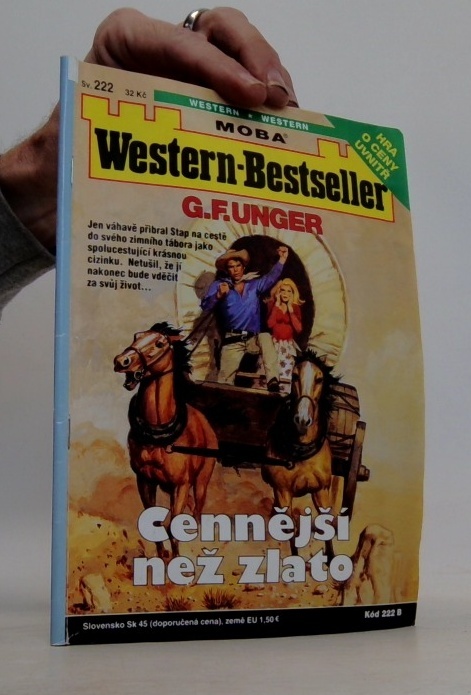 Sv. 222 32 Kč
WESTERN ★ WESTERN
MOBA®
HRA
O CENY
UVNITŘ
Western-Bestseller
G.F. UNGER
Jen váhavě přibral Stap na cestě
do svého zimního tábora jako
spolucestující krásnou
cizinku. Netušil, že jí
nakonec bude vděčit
za svůj život...
Cennější
než zlato
Slovensko Sk 45 (doporučená cena), země EU 1,50 €
Kód 222 B